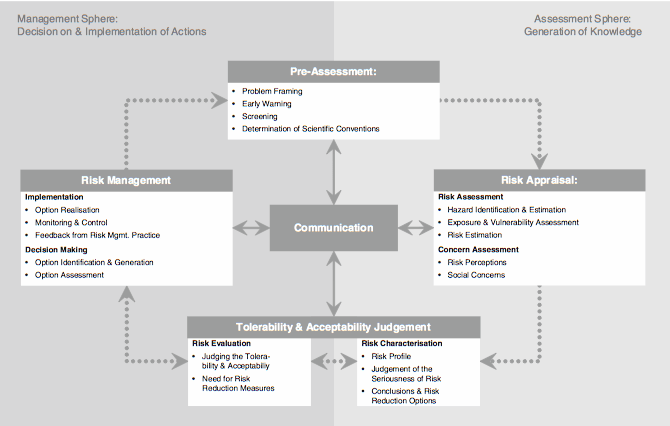 Management Sphere:
Decision on & Implementation of Actions
Assessment Sphere:
Generation of Knowledge
Pre-Assessment:
• Problem Framing
• Early Warning
• Screening
• Determination of Scientific Conventions
Risk Management
Implementation
• Option Realisation
• Monitoring & Control
• Feedback from Risk Mgmt. Practice
Decision Making
• Option Identification & Generation
• Option Assessment
Communication
Risk Appraisal:
Risk Assessment
• Hazard Identification & Estimation
• Exposure & Vulnerability Assessment
• Risk Estimation
Concern Assessment
• Risk Perceptions
• Social Concerns
Tolerability & Acceptability Judgement
Risk Evaluation
• Judging the Tolera-
bility & Acceptability
• Need for Risk
Reduction Measures
Risk Characterisation
• Risk Profile
• Judgement of the
Seriousness of Risk
• Conclusions & Risk
Reduction Options